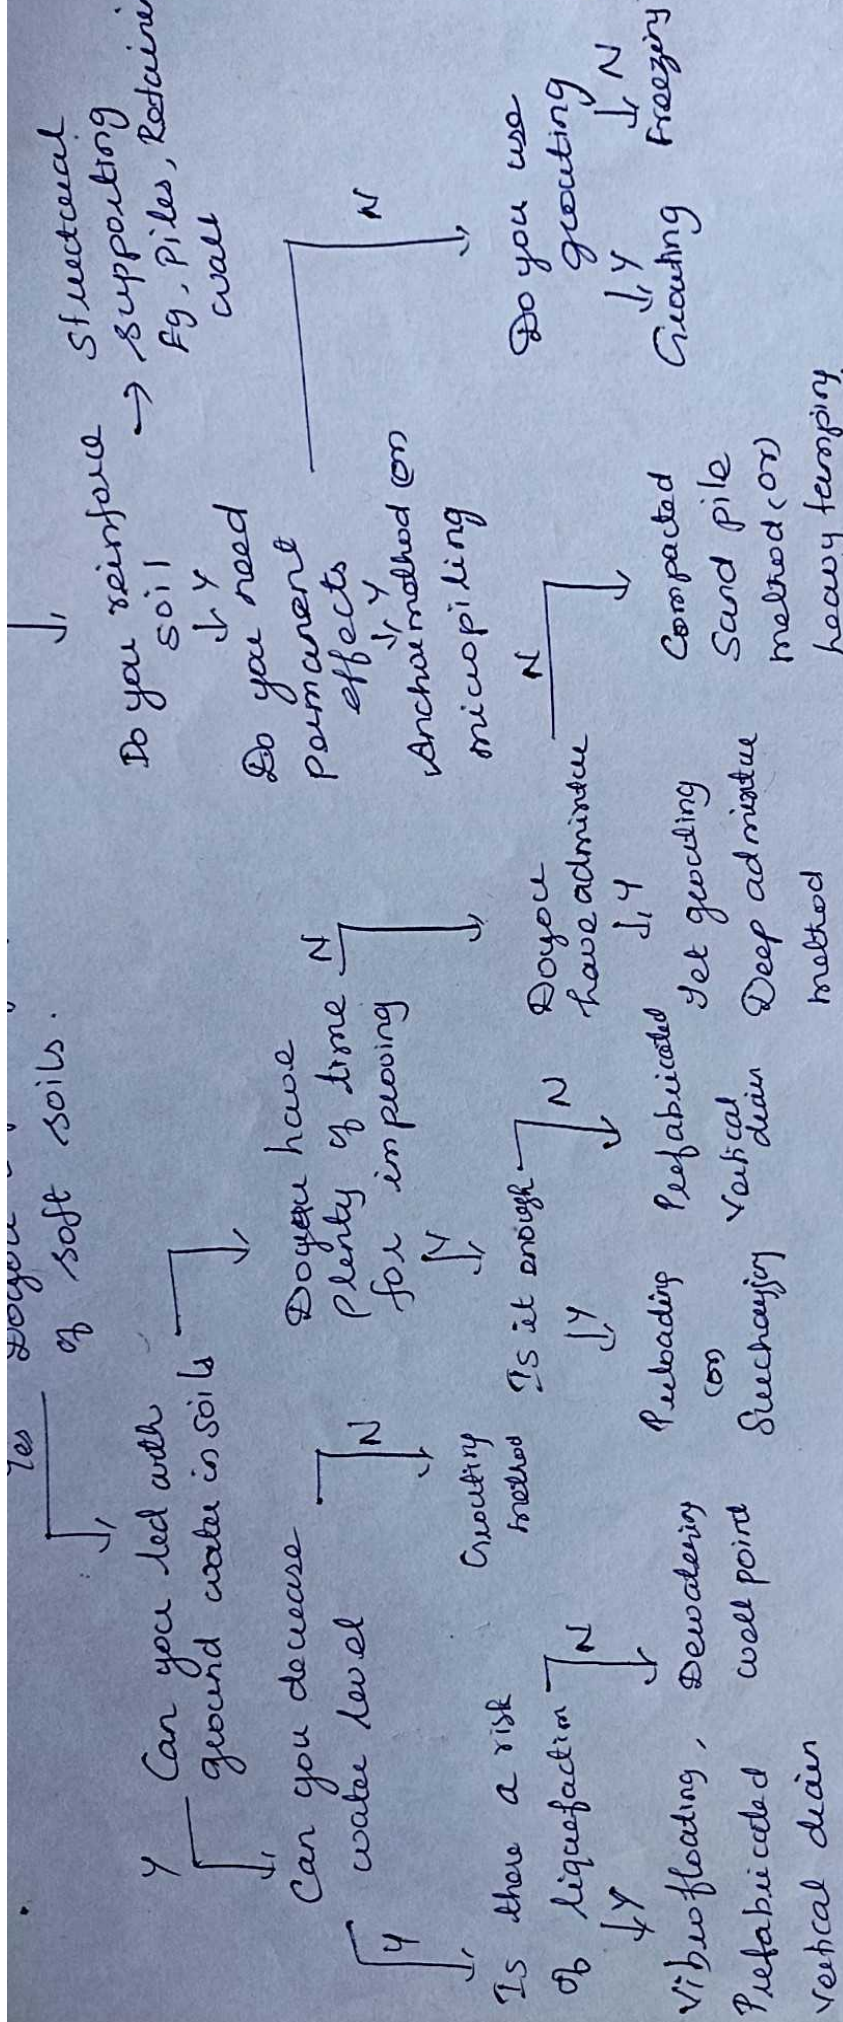 Yes
of soft soils.
Y
Can you led with
ground water in soils
Can you decrease
water level
Y
N
Is there a risk
of liquefaction
Y
N
Vibrofloating,
Prefabricated
vertical drain
Dewatering
well point
Grouting
method
Do you have
Plenty of time
for improving
Y
N
Is it enough
Y
N
Preloading
(or)
Surcharging
Prefabricated
vertical
drain
Do you
have admixture
Y
N
Jet grouting
Deep admixture
method
Compacted
Sand pile
method (or)
heavy tamping
Do you reinforce
soil
→
Structural
supporting
Eg, Piles,
wall
Y
Do you need
permanent
effects
Y
N
Anchor method (or)
micropiling
Do you use
grouting
Y
N
Grouting
Freezing